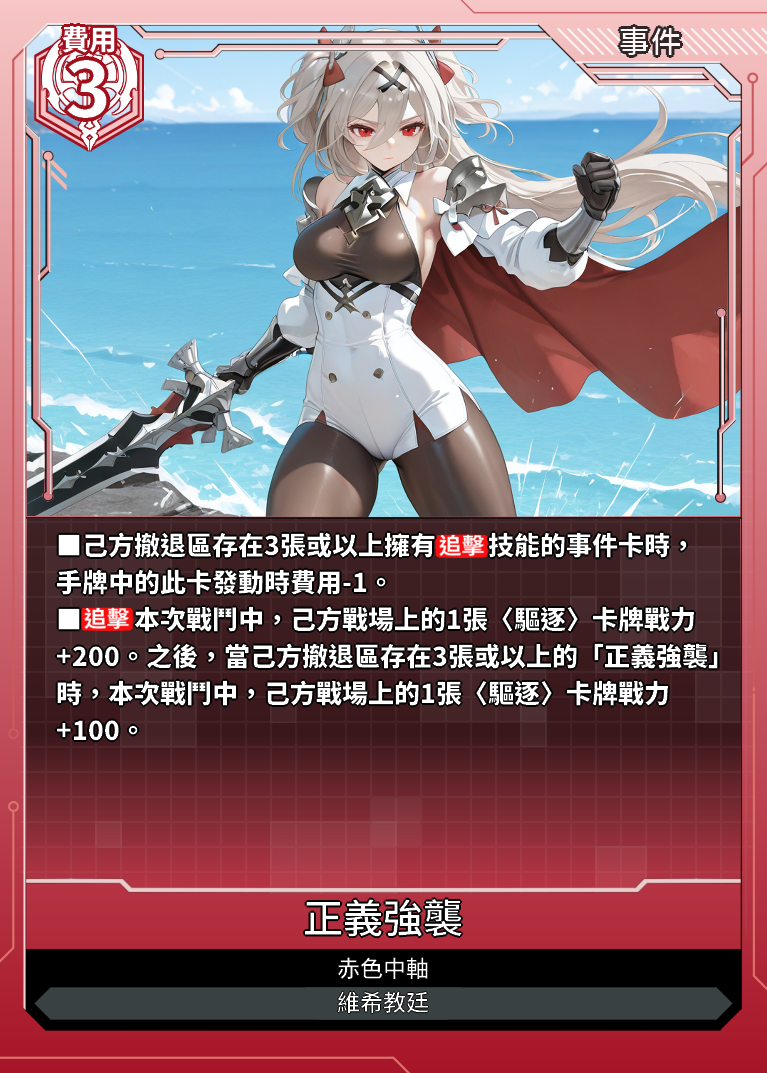 費用
3
事件
■己方撤退區存在3張或以上擁有追擊技能的事件卡時，
手牌中的此卡發動時費用-1。
■追擊本次戰鬥中，己方戰場上的1張〈驅逐〉卡牌戰力
+200。之後，當己方撤退區存在3張或以上的「正義強襲」
時，本次戰鬥中，己方戰場上的1張〈驅逐〉卡牌戰力
+100。
正義強襲
赤色中軸
維希教廷